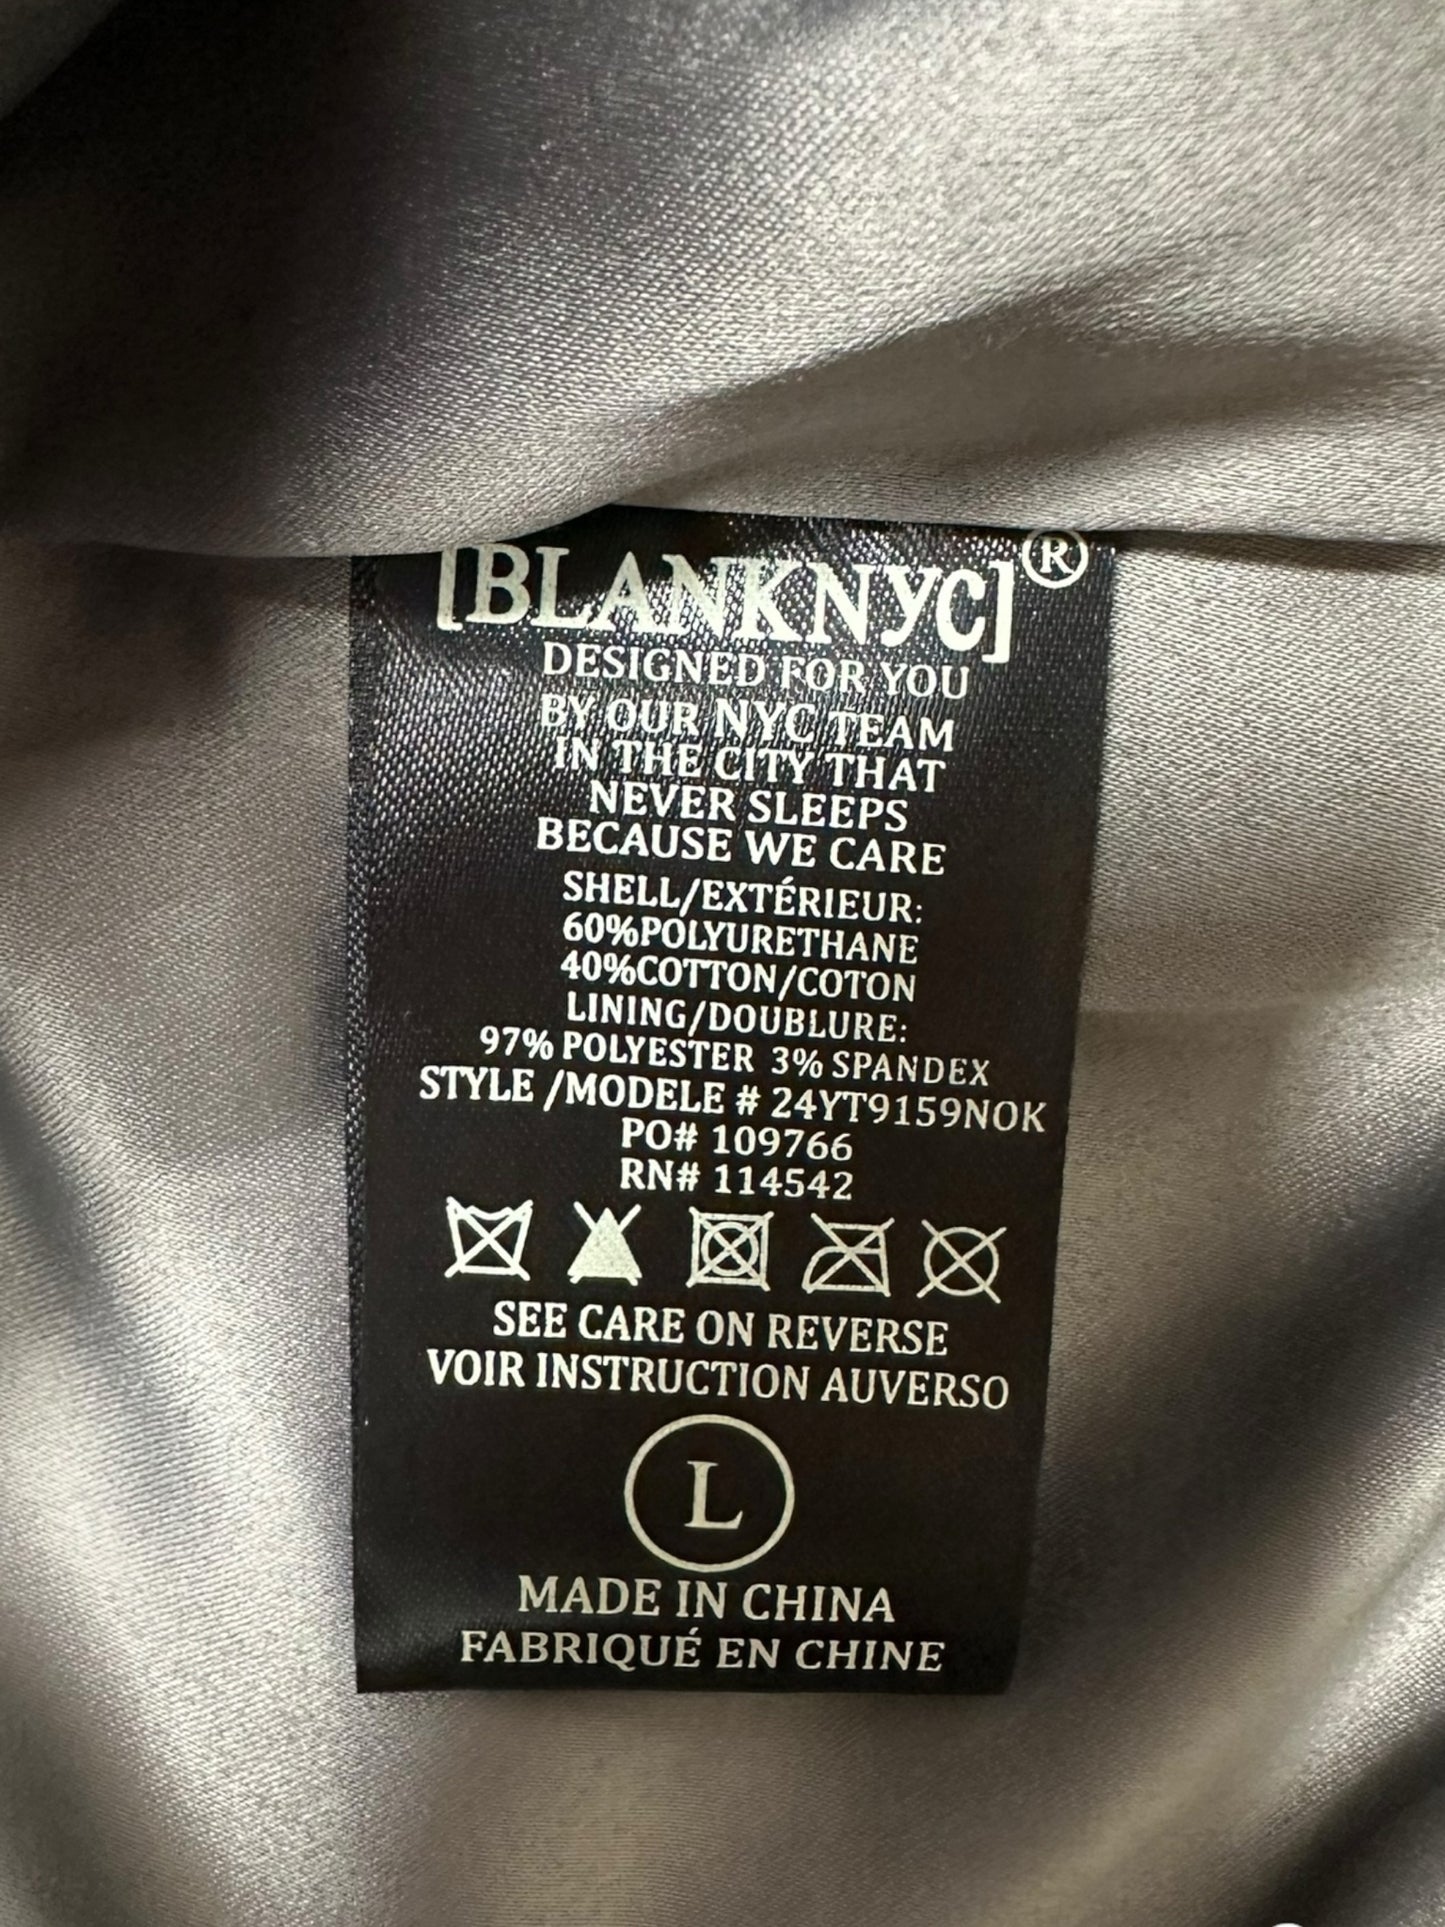 [BLANKNYC]®
DESIGNED FOR YOU
BY OUR NYC TEAM
IN THE CITY THAT
NEVER SLEEPS
BECAUSE WE CARE
SHELL/EXTÉRIEUR:
60%POLYURETHANE
40%COTTON/COTON
LINING/DOUBLURE:
97% POLYESTER 3% SPANDEX
STYLE /MODELE # 24YT9159NOK
PO# 109766
RN# 114542
SEE CARE ON REVERSE
VOIR INSTRUCTION AUVERSO
L
MADE IN CHINA
FABRIQUÉ EN CHINE